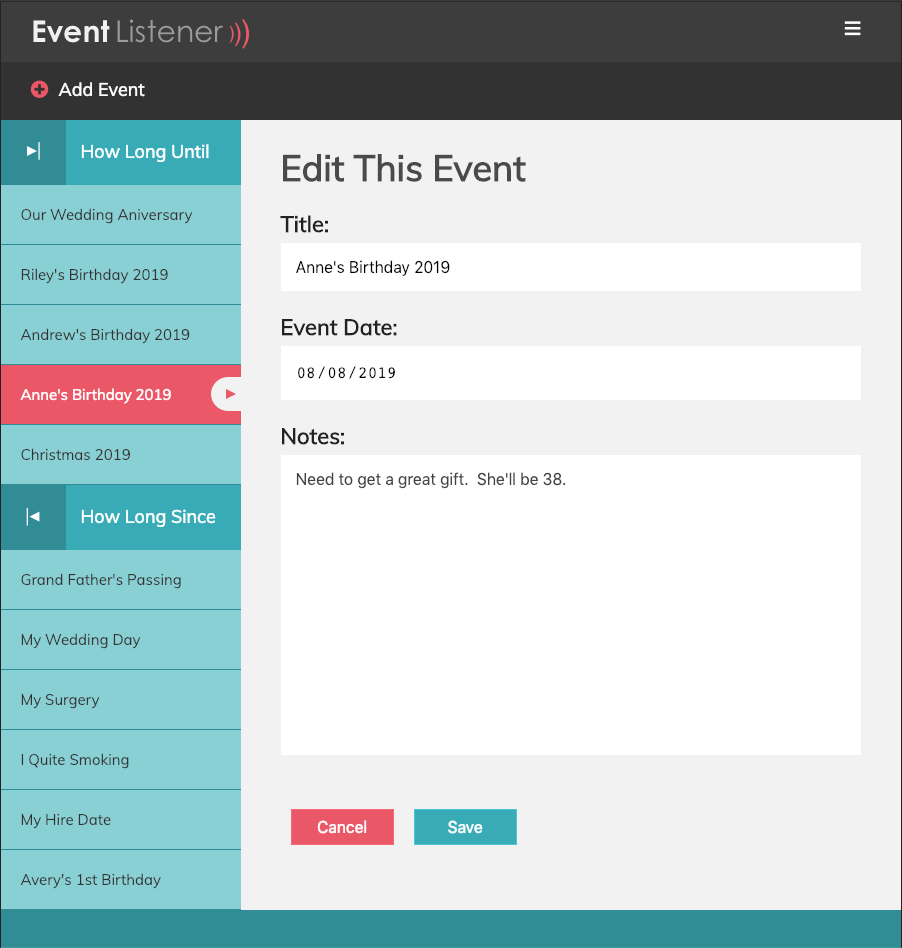 Event Listener
Add Event
How Long Until
Our Wedding Aniversary
Riley's Birthday 2019
Andrew's Birthday 2019
Anne's Birthday 2019
Christmas 2019
How Long Since
Grand Father's Passing
My Wedding Day
My Surgery
I Quite Smoking
My Hire Date
Avery's 1st Birthday
Edit This Event
Title:
Anne's Birthday 2019
Event Date:
08/08/2019
Notes:
Need to get a great gift.  She'll be 38.
Cancel Save